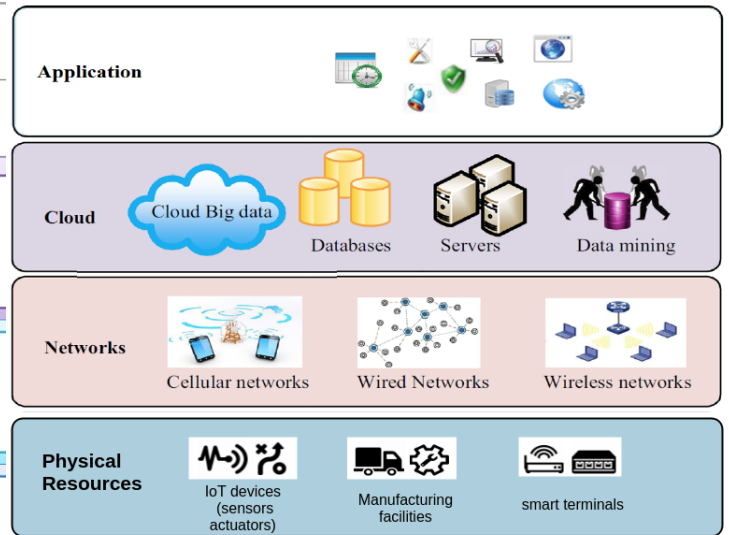 Application
Cloud
Cloud Big data
Databases
Servers
Data mining
Networks
Cellular networks
Wired Networks
Wireless networks
Physical
Resources
IoT devices
(sensors
actuators)
Manufacturing
facilities
smart terminals